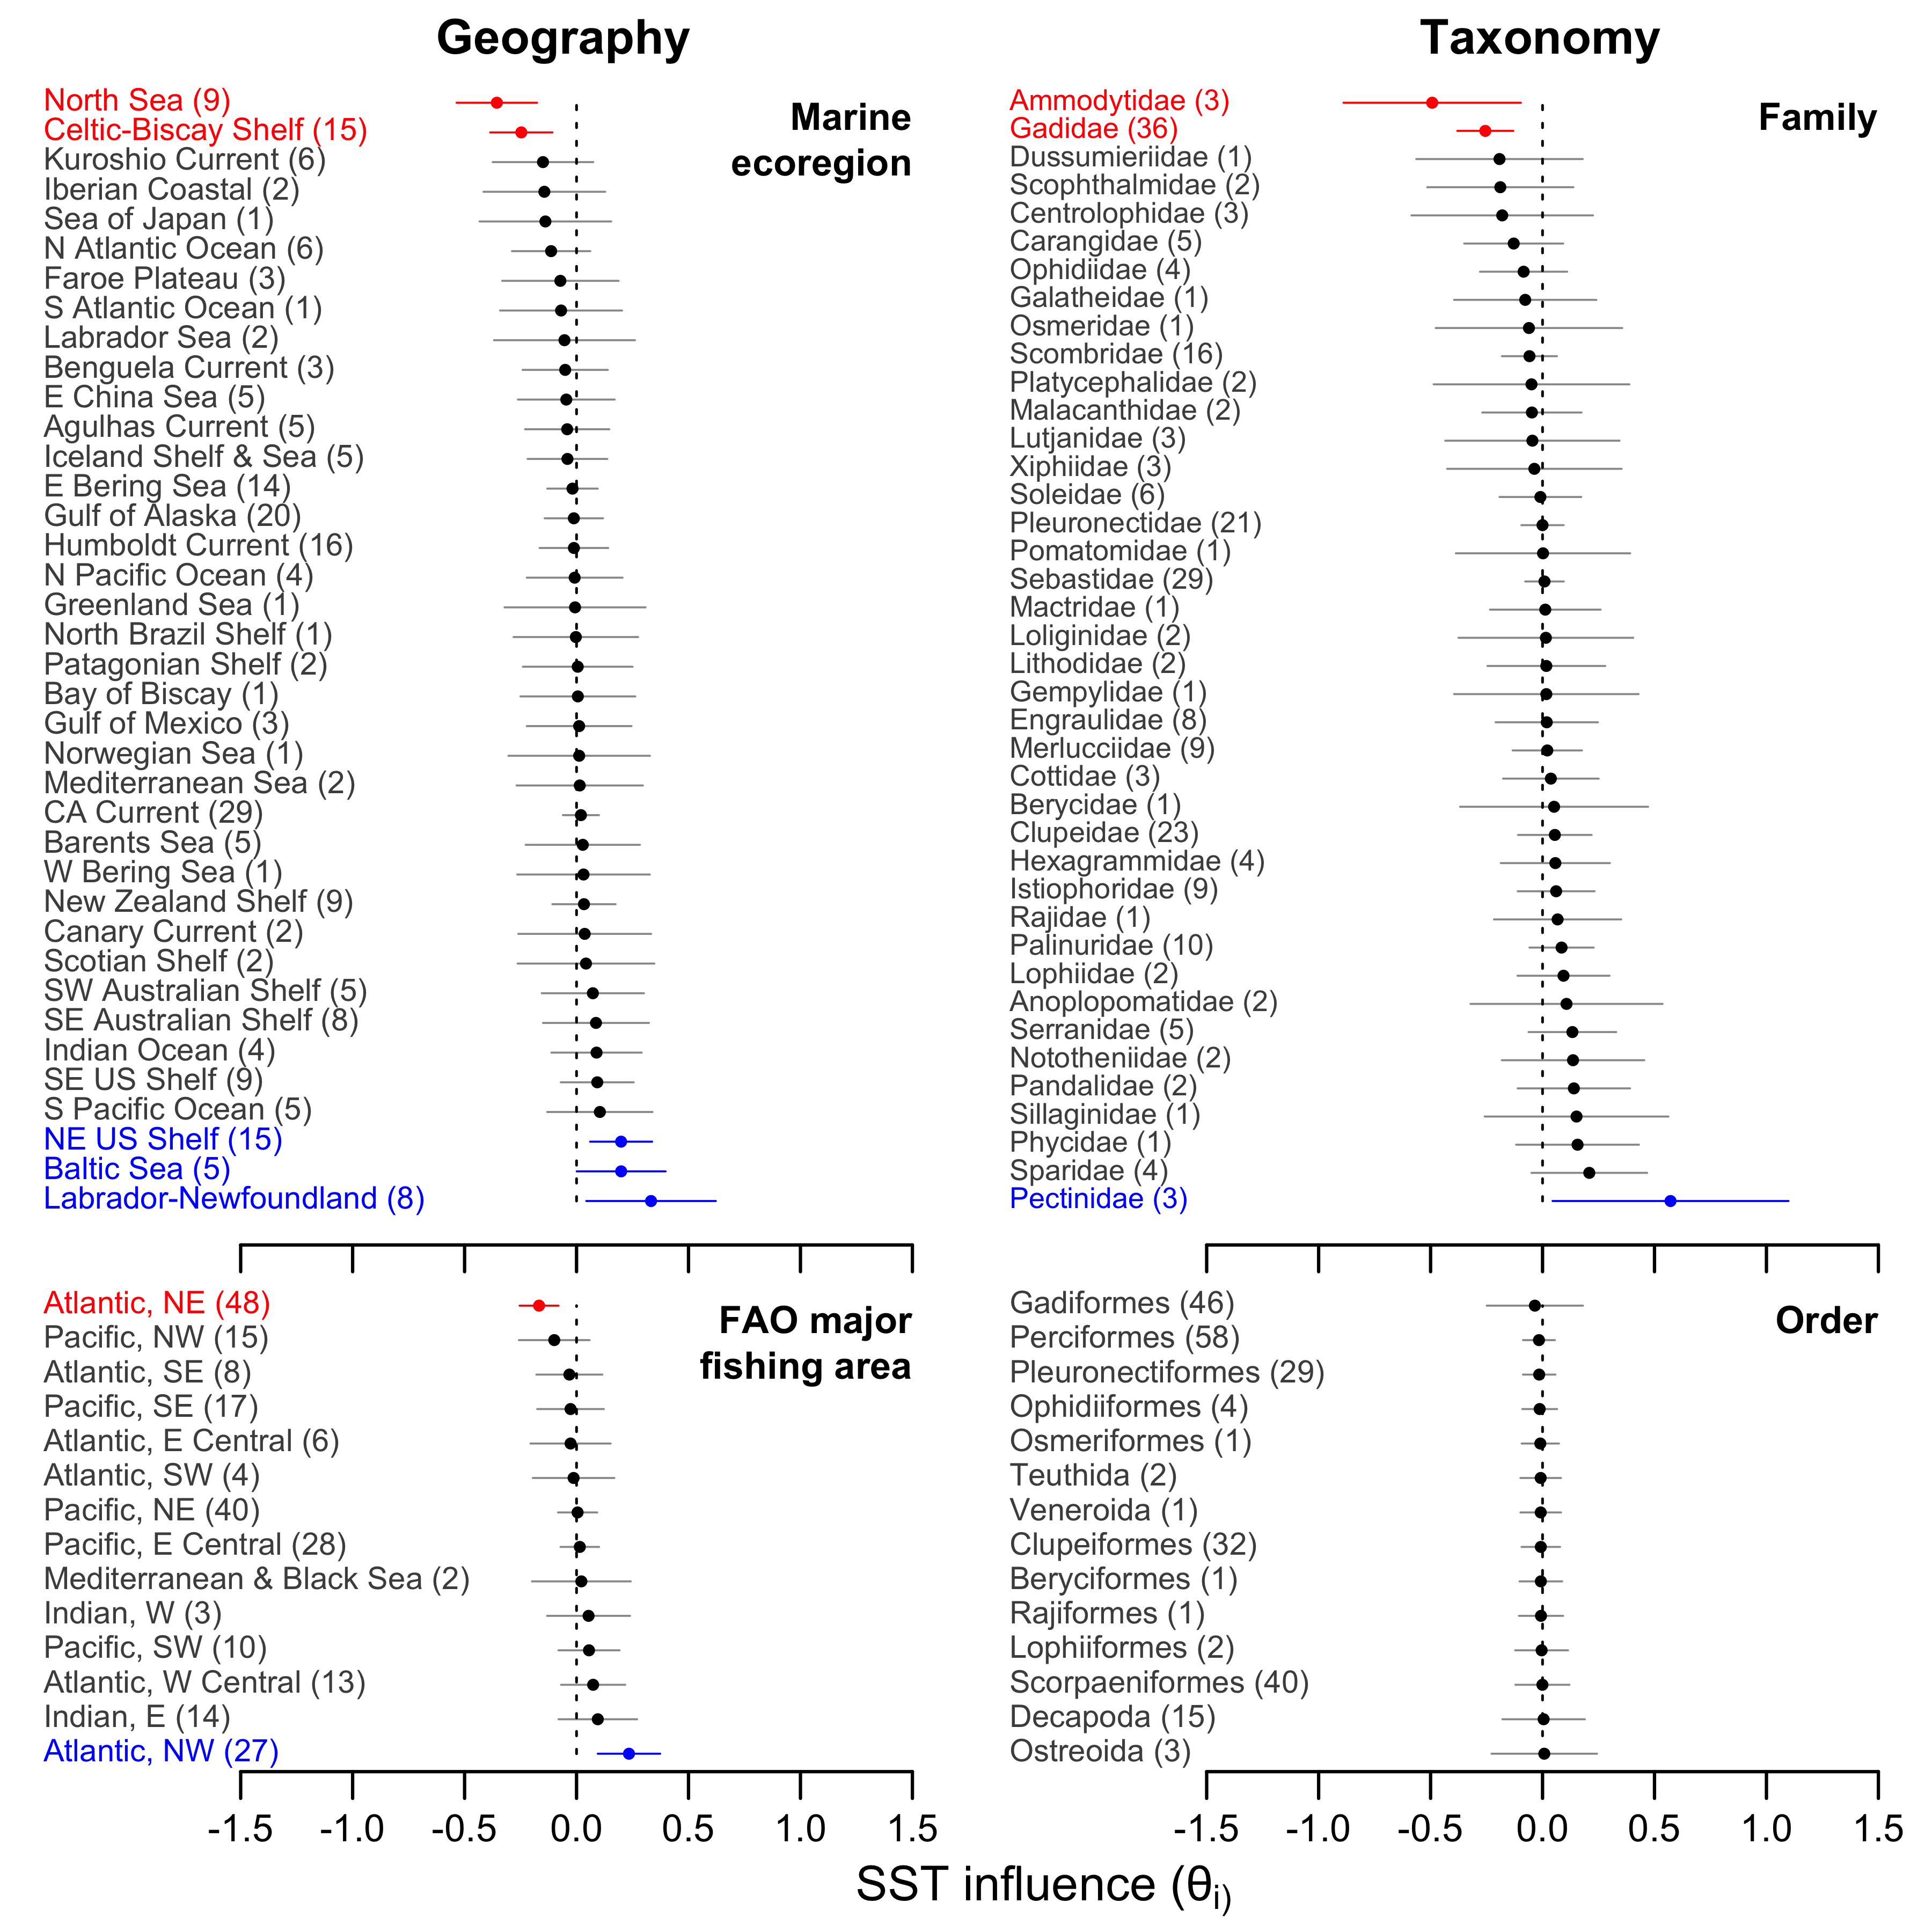 Geography
Marine
ecoregion
North Sea (9)
Celtic-Biscay Shelf (15)
Kuroshio Current (6)
Iberian Coastal (2)
Sea of Japan (1)
N Atlantic Ocean (6)
Faroe Plateau (3)
S Atlantic Ocean (1)
Labrador Sea (2)
Benguela Current (3)
E China Sea (5)
Agulhas Current (5)
Iceland Shelf & Sea (5)
E Bering Sea (14)
Gulf of Alaska (20)
Humboldt Current (16)
N Pacific Ocean (4)
Greenland Sea (1)
North Brazil Shelf (1)
Patagonian Shelf (2)
Bay of Biscay (1)
Gulf of Mexico (3)
Norwegian Sea (1)
Mediterranean Sea (2)
CA Current (29)
Barents Sea (5)
W Bering Sea (1)
New Zealand Shelf (9)
Canary Current (2)
Scotian Shelf (2)
SW Australian Shelf (5)
SE Australian Shelf (8)
Indian Ocean (4)
SE US Shelf (9)
S Pacific Ocean (5)
NE US Shelf (15)
Baltic Sea (5)
Labrador-Newfoundland (8)
FAO major
fishing area
Atlantic, NE (48)
Pacific, NW (15)
Atlantic, SE (8)
Pacific, SE (17)
Atlantic, E Central (6)
Atlantic, SW (4)
Pacific, NE (40)
Pacific, E Central (28)
Mediterranean & Black Sea (2)
Indian, W (3)
Pacific, SW (10)
Atlantic, W Central (13)
Indian, E (14)
Atlantic, NW (27)
-1.5 -1.0 -0.5 0.0 0.5 1.0 1.5
Taxonomy
Family
Ammodytidae (3)
Gadidae (36)
Dussumieriidae (1)
Scophthalmidae (2)
Centrolophidae (3)
Carangidae (5)
Ophidiidae (4)
Galatheidae (1)
Osmeridae (1)
Scombridae (16)
Platycephalidae (2)
Malacanthidae (2)
Lutjanidae (3)
Xiphiidae (3)
Soleidae (6)
Pleuronectidae (21)
Pomatomidae (1)
Sebastidae (29)
Mactridae (1)
Loliginidae (2)
Lithodidae (2)
Gempylidae (1)
Engraulidae (8)
Merlucciidae (9)
Cottidae (3)
Berycidae (1)
Clupeidae (23)
Hexagrammidae (4)
Istiophoridae (9)
Rajidae (1)
Palinuridae (10)
Lophiidae (2)
Anoplopomatidae (2)
Serranidae (5)
Nototheniidae (2)
Pandalidae (2)
Sillaginidae (1)
Phycidae (1)
Sparidae (4)
Pectinidae (3)
Order
Gadiformes (46)
Perciformes (58)
Pleuronectiformes (29)
Ophidiiformes (4)
Osmeriformes (1)
Teuthida (2)
Veneroida (1)
Clupeiformes (32)
Beryciformes (1)
Rajiformes (1)
Lophiiformes (2)
Scorpaeniformes (40)
Decapoda (15)
Ostreoida (3)
-1.5 -1.0 -0.5 0.0 0.5 1.0 1.5
SST influence (θi)